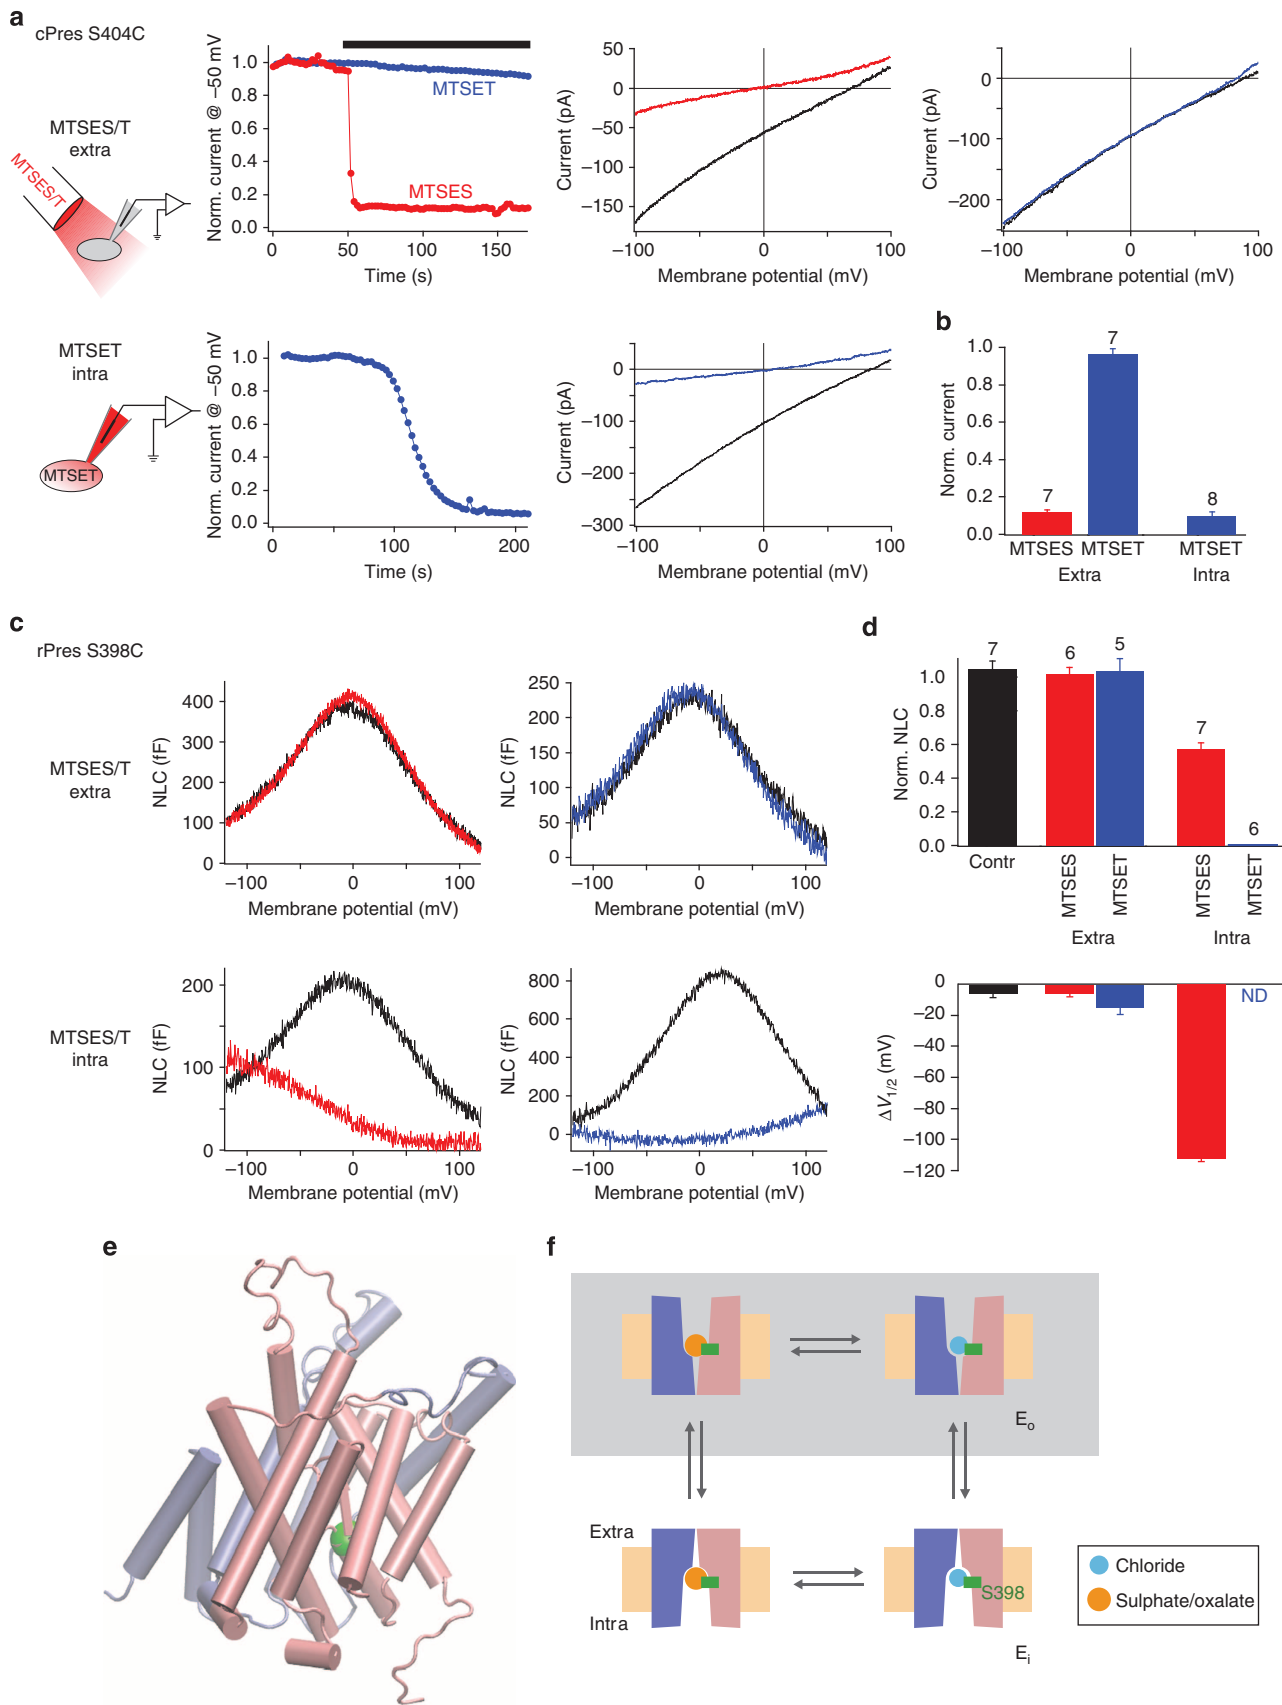 a
cPres S404C
MTSES/T
extra
MTSES/T
Norm. current @ –50 mV
1.0
0.8
0.6
0.4
0.2
0.0
MTSET
MTSES
0
50
100
150
Time (s)
Current (pA)
50
0
–50
–100
–150
–100
0
100
Membrane potential (mV)
Current (pA)
0
–100
–200
–100
0
100
Membrane potential (mV)
MTSET
intra
MTSET
Norm. current @ –50 mV
1.0
0.8
0.6
0.4
0.2
0.0
0
50
100
150
200
Time (s)
Current (pA)
0
–100
–200
–300
–100
0
100
Membrane potential (mV)
b
Norm. current
1.0
0.8
0.6
0.4
0.2
0.0
7
7
8
MTSES
MTSET
MTSET
Extra
Intra
c
rPres S398C
MTSES/T
extra
NLC (fF)
400
300
200
100
0
–100
0
100
Membrane potential (mV)
NLC (fF)
250
200
150
100
50
0
–100
0
100
Membrane potential (mV)
MTSES/T
intra
NLC (fF)
200
100
0
–100
0
100
Membrane potential (mV)
NLC (fF)
800
600
400
200
0
–100
0
100
Membrane potential (mV)
d
Norm. NLC
1.0
0.8
0.6
0.4
0.2
0.0
7
6
5
7
6
Contr
MTSES
MTSET
MTSES
MTSET
Extra
Intra
ΔV1/2 (mV)
0
–20
–40
–60
–80
–100
–120
ND
e
f
Eo
Extra
Intra
S398
Ei
Chloride
Sulphate/oxalate